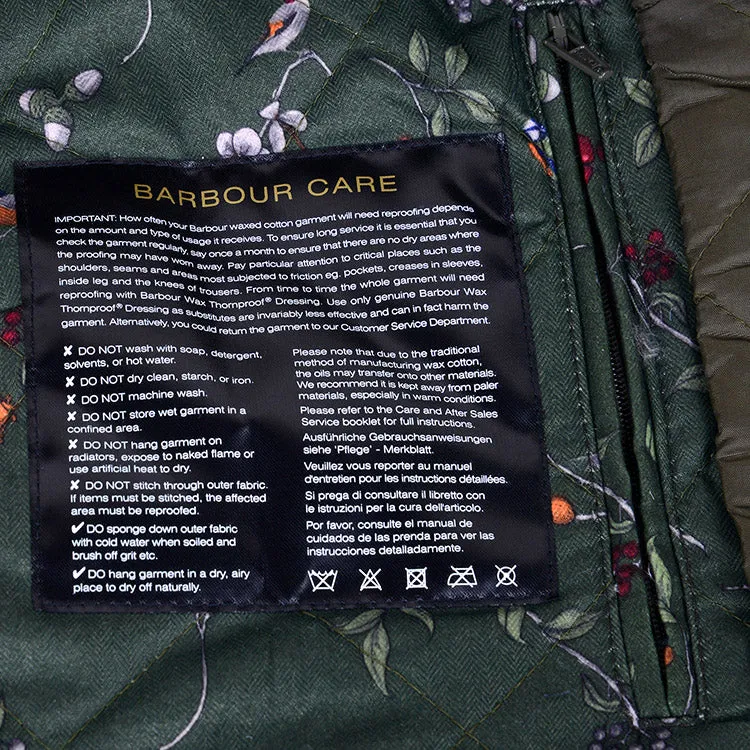 BARBOUR CARE
IMPORTANT: How often your Barbour waxed cotton garment will need reproofing depends
on the amount and type of usage it receives. To ensure long service it is essential that you
check the garment regularly, say once a month to ensure that there are no dry areas where
the proofing may have worn away. Pay particular attention to critical places such as the
shoulders, seams and areas most subjected to friction eg. pockets, creases in sleeves,
inside leg and the knees of trousers. From time to time the whole garment will need
reproofing with Barbour Wax Thornproof® Dressing. Use only genuine Barbour Wax
Thornproof® Dressing as substitutes are invariably less effective and can in fact harm the
garment. Alternatively, you could return the garment to our Customer Service Department.
✘ DO NOT wash with soap, detergent,
solvents, or hot water.
✘ DO NOT dry clean, starch, or iron.
✘ DO NOT machine wash.
✘ DO NOT store wet garment in a
confined area.
✘ DO NOT hang garment on
radiators, expose to naked flame or
use artificial heat to dry.
✘ DO NOT stitch through outer fabric.
If items must be stitched, the affected
area must be reproofed.
✔ DO sponge down outer fabric
with cold water when soiled and
brush off grit etc.
✔ DO hang garment in a dry, airy
place to dry off naturally.
Please note that due to the traditional
method of manufacturing wax cotton,
the oils may transfer onto other materials.
We recommend it is kept away from paler
materials, especially in warm conditions.
Please refer to the Care and After Sales
Service booklet for full instructions.
Ausführliche Gebrauchsanweisungen
siehe 'Pflege' - Merkblatt.
Veuillez vous reporter au manuel
d'entretien pour les instructions détaillées.
Si prega di consultare il libretto con
le istruzioni per la cura dell'articolo.
Por favor, consulte el manual de
cuidados de las prenda para ver las
instrucciones detalladamente.